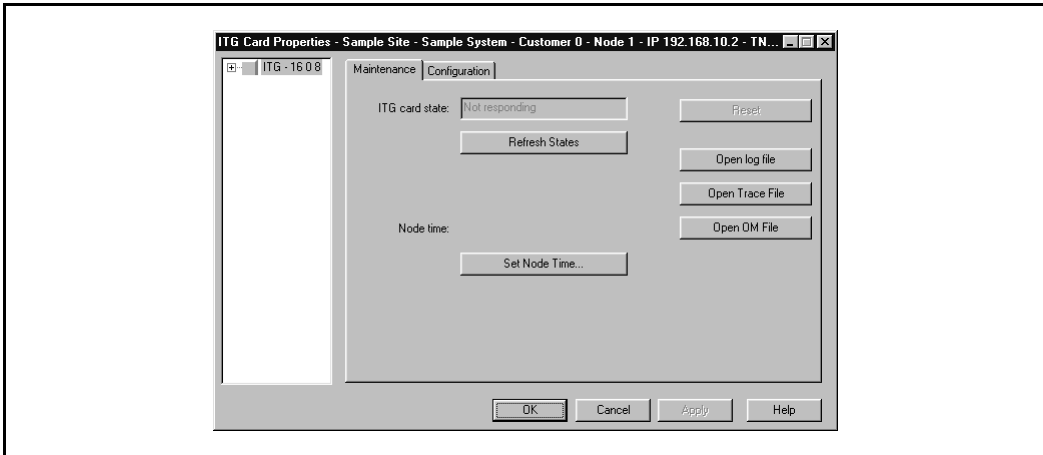 ITG Card Properties - Sample Site - Sample System - Customer 0 - Node 1 - IP 192.168.10.2 - TN...
ITG - 16 0 8
Maintenance
Configuration
ITG card state:
Not responding
Reset
Refresh States
Open log file
Open Trace File
Node time:
Open OM File
Set Node Time...
OK
Cancel
Apply
Help